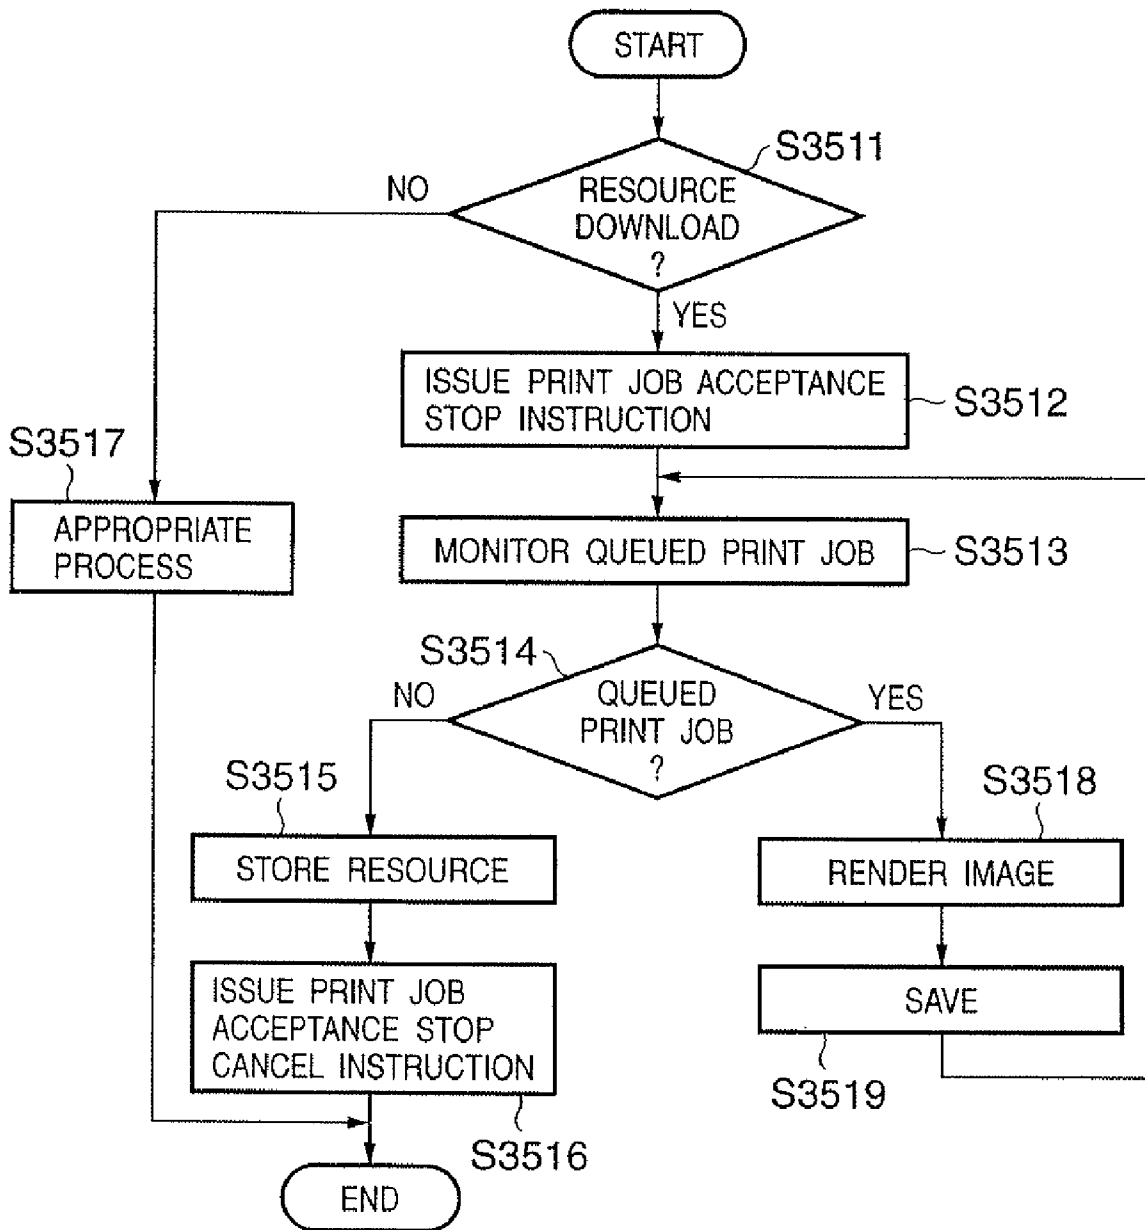 START
S3511
NO
RESOURCE
DOWNLOAD
?
YES
ISSUE PRINT JOB ACCEPTANCE
STOP INSTRUCTION
S3512
S3517
APPROPRIATE
PROCESS
MONITOR QUEUED PRINT JOB
S3513
S3514
NO
QUEUED
PRINT JOB
?
YES
S3515
STORE RESOURCE
S3518
RENDER IMAGE
ISSUE PRINT JOB
ACCEPTANCE STOP
CANCEL INSTRUCTION
S3516
SAVE
S3519
END